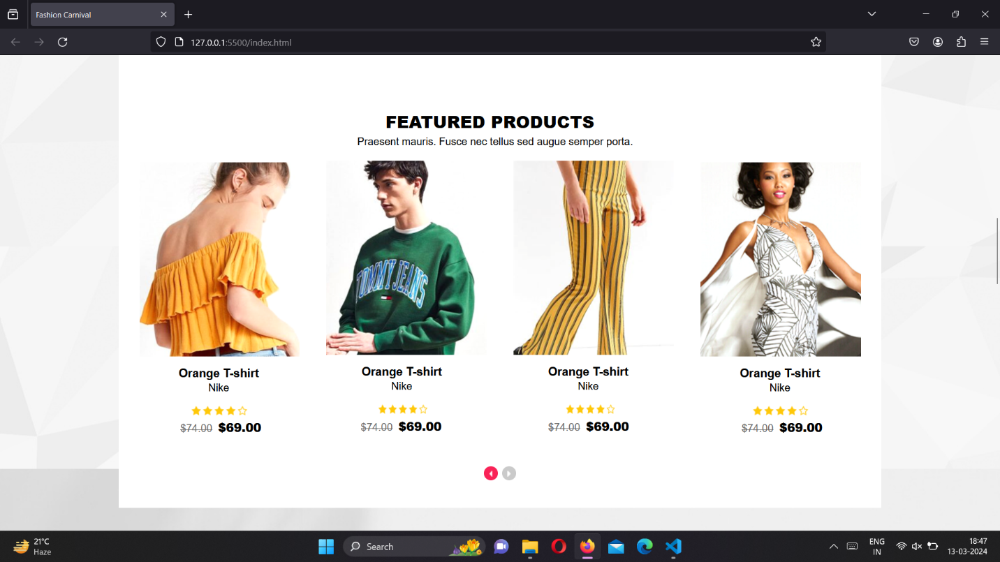 Fashion Carnival
127.0.0.1:5500/index.html
FEATURED PRODUCTS
Praesent mauris. Fusce nec tellus sed augue semper porta.
TOMMY JEANS
Orange T-shirt
Nike
$74.00 $69.00
Orange T-shirt
Nike
$74.00 $69.00
Orange T-shirt
Nike
$74.00 $69.00
Orange T-shirt
Nike
$74.00 $69.00
21°C
Haze
Search
ENG
IN
18:47
13-03-2024